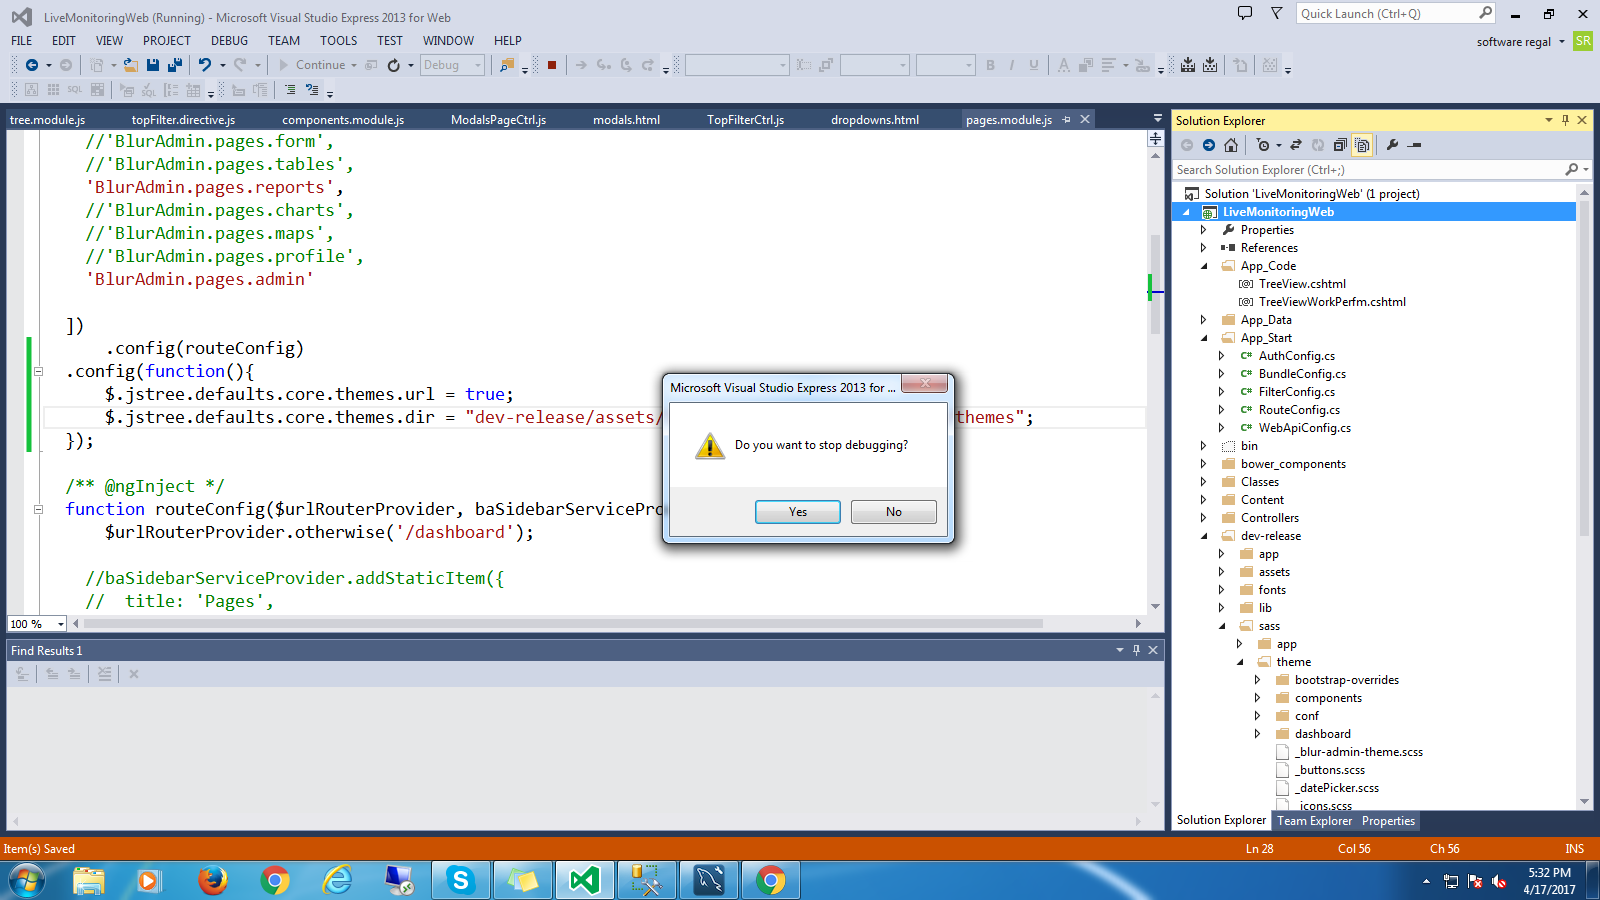 LiveMonitoringWeb (Running) - Microsoft Visual Studio Express 2013 for Web
Quick Launch (Ctrl+Q)
FILE EDIT VIEW PROJECT DEBUG TEAM TOOLS TEST WINDOW HELP
software regal SR
Continue Debug
SQL SQL
tree.module.js topFilter.directive.js components.module.js ModalsPageCtrl.js modals.html TopFilterCtrl.js dropdowns.html pages.module.js
//'BlurAdmin.pages.form',
//'BlurAdmin.pages.tables',
'BlurAdmin.pages.reports',
//'BlurAdmin.pages.charts',
//'BlurAdmin.pages.maps',
//'BlurAdmin.pages.profile',
'BlurAdmin.pages.admin'
])
.config(routeConfig)
.config(function(){
$.jstree.defaults.core.themes.url = true;
$.jstree.defaults.core.themes.dir = "dev-release/assets/ themes";
});
/** @ngInject */
function routeConfig($urlRouterProvider, baSidebarServicePro
$urlRouterProvider.otherwise('/dashboard');
//baSidebarServiceProvider.addStaticItem({
// title: 'Pages',
100 %
Microsoft Visual Studio Express 2013 for ...
Do you want to stop debugging?
Yes No
Find Results 1
Solution Explorer
Search Solution Explorer (Ctrl+;)
Solution 'LiveMonitoringWeb' (1 project)
LiveMonitoringWeb
Properties
References
App_Code
TreeView.cshtml
TreeViewWorkPerfm.cshtml
App_Data
App_Start
C# AuthConfig.cs
C# BundleConfig.cs
C# FilterConfig.cs
C# RouteConfig.cs
C# WebApiConfig.cs
bin
bower_components
Classes
Content
Controllers
dev-release
app
assets
fonts
lib
sass
app
theme
bootstrap-overrides
components
conf
dashboard
_blur-admin-theme.scss
_buttons.scss
_datePicker.scss
_icons.scss
Solution Explorer Team Explorer Properties
Item(s) Saved Ln 28 Col 56 Ch 56 INS
5:32 PM
4/17/2017